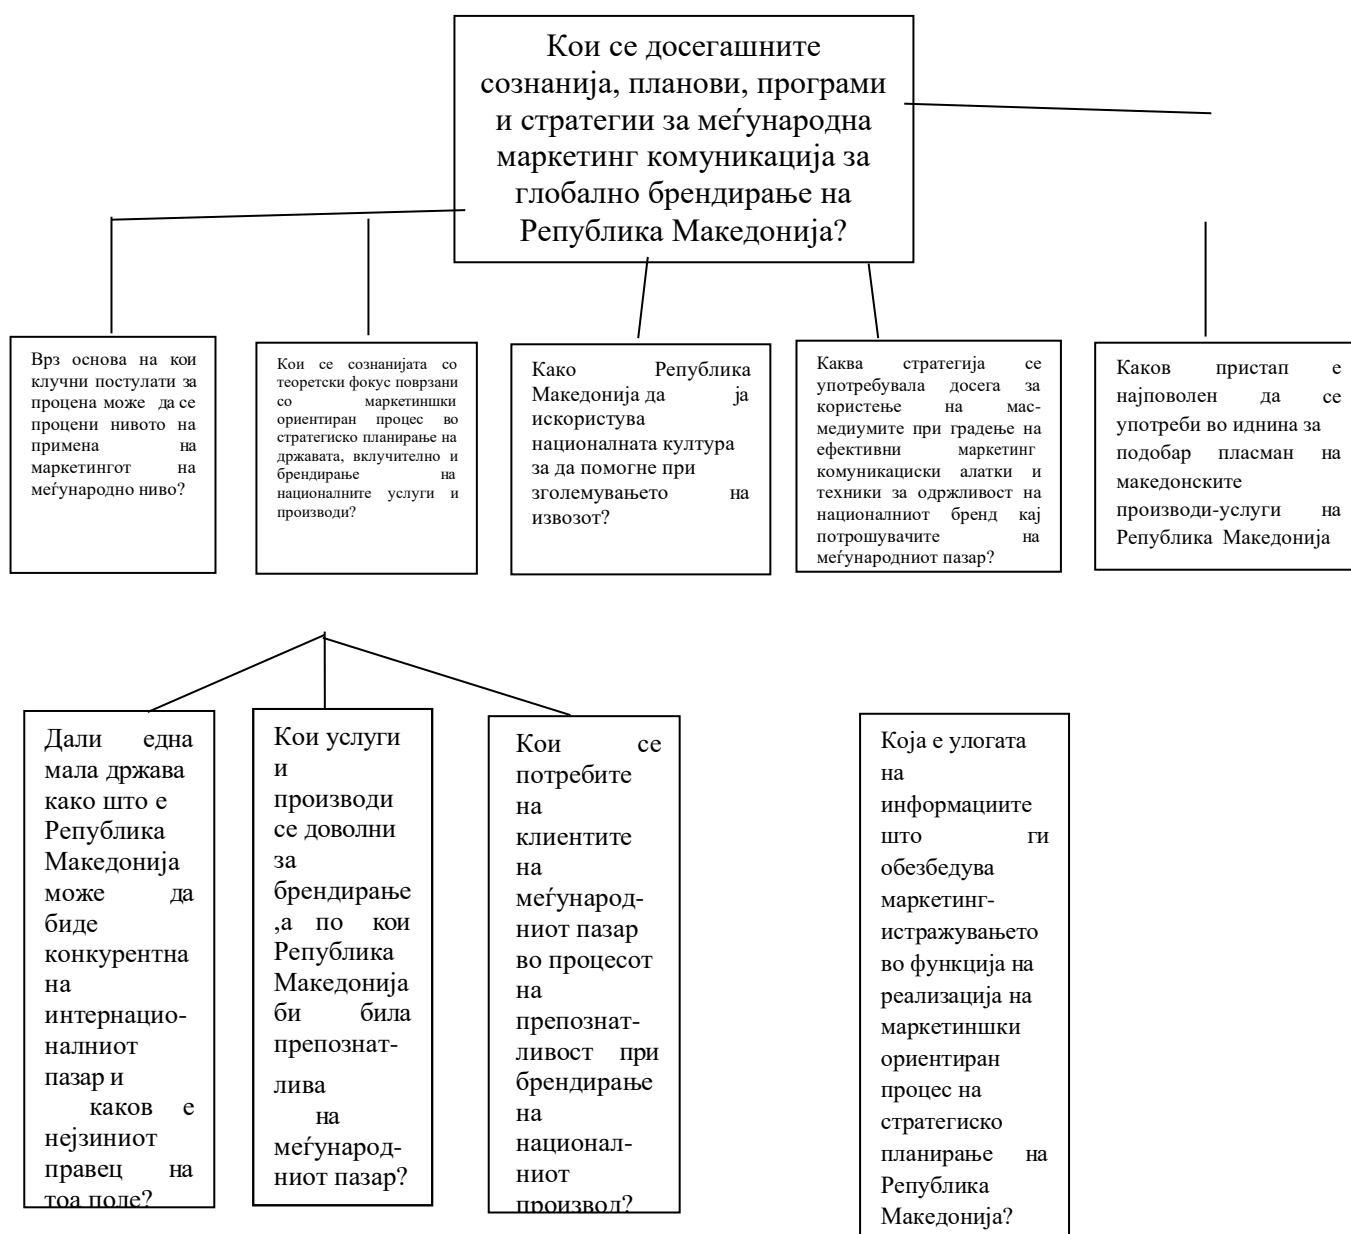 Кои се досегашните
сознанија, планови, програми
и стратегии за меѓународна
маркетинг комуникација за
глобално брендирање на
Република Македонија?
Врз основа на кои
клучни постулати за
процена може да се
процени нивото на
примена на
маркетингот на
меѓународно ниво?
Кои се сознанијата со
теоретски фокус поврзани
со маркетиншки
ориентиран процес во
стратегиско планирање на
државата, вклучително и
брендирање на
националните услуги и
производи?
Како Република
Македонија да ја
искористува
националната култура
за да помогне при
зголемувањето на
извозот?
Каква стратегија се
употребувала досега за
користење на мас-
медиумите при градење на
ефективни маркетинг
комуникациски алатки и
техники за одржливост на
националниот бренд кај
потрошувачите на
меѓународниот пазар?
Каков пристап е
најповолен да се
употреби во иднина за
подобар пласман на
македонските
производи-услуги на
Република Македонија
Дали една
мала држава
како што е
Република
Македонија
може да
биде
конкурентна
на
интернацио-
налниот
пазар и
каков е
нејзиниот
правец на
тоа поле?
Кои услуги
и
производи
се доволни
за
брендирање
,а по кои
Република
Македонија
би била
препознат-
лива
на
меѓународ-
ниот пазар?
Кои се
потребите
на
клиентите
на
меѓународ-
ниот пазар
во процесот
на
препознат-
ливост при
брендирање
на
национал-
ниот
производ?
Која е улогата
на
информациите
што ги
обезбедува
маркетинг-
истражувањето
во функција на
реализација на
маркетиншки
ориентиран
процес на
стратегиско
планирање на
Република
Македонија?